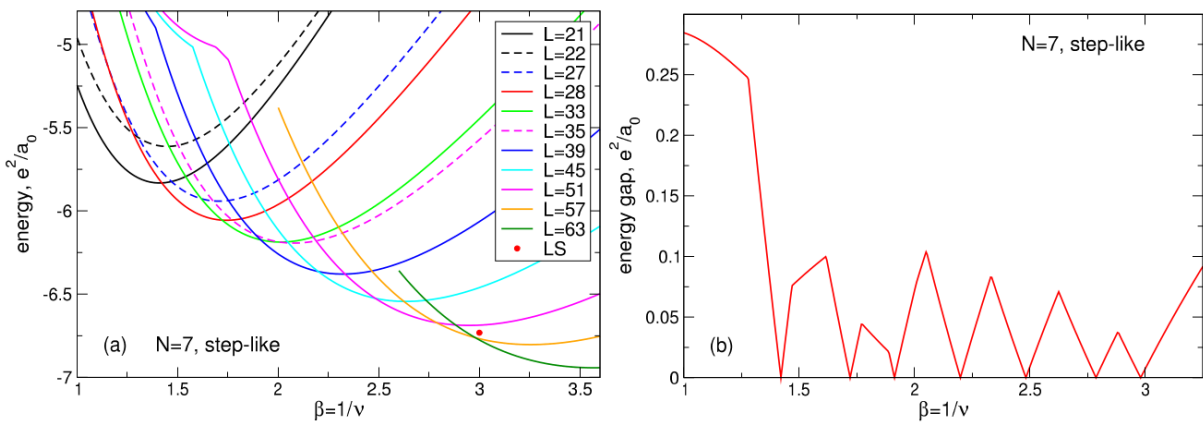 -5
-5.5
-6
-6.5
-7
energy, e²/a₀
L=21
L=22
L=27
L=28
L=33
L=35
L=39
L=45
L=51
L=57
L=63
LS
(a) N=7, step-like
1 1.5 2 2.5 3 3.5
β=1/ν
0.25
0.2
0.15
0.1
0.05
0
energy gap, e²/a₀
N=7, step-like
(b)
1 1.5 2 2.5 3
β=1/ν